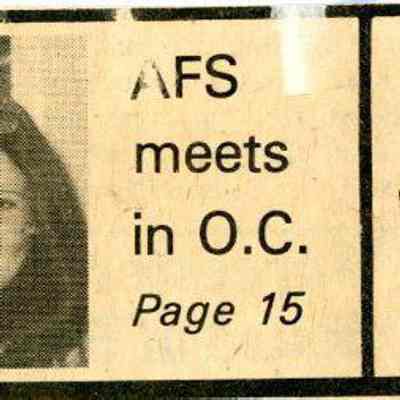 AFS
meets
in O.C.
Page 15